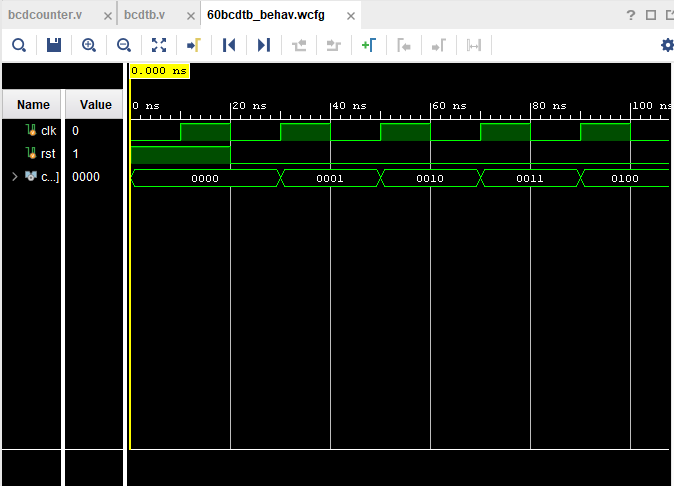 bcdcounter.v × bcdtb.v × 60bcdtb_behav.wcfg × ?
0.000 ns
0 ns 20 ns 40 ns 60 ns 80 ns 100 ns
Name Value
clk 0
rst 1
c...] 0000 0000 0001 0010 0011 0100